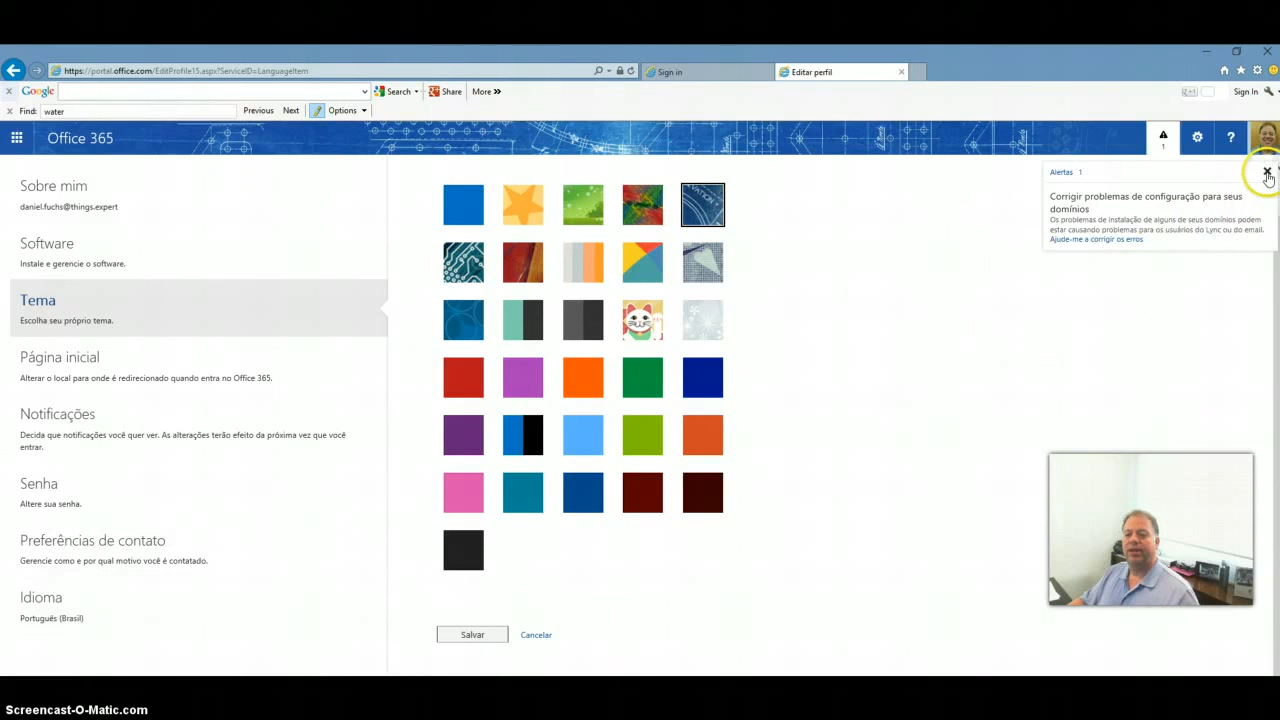 https://portal.office.com/EditProfile15.aspx?ServiceID=LanguageItem
Sign in
Editar perfil
Google
Search
Share
More »
Sign In
Find: water
Previous
Next
Options
Office 365
1
?
Sobre mim
daniel.fuchs@things.expert
Software
Instale e gerencie o software.
Tema
Escolha seu próprio tema.
Página inicial
Alterar o local para onde é redirecionado quando entra no Office 365.
Notificações
Decida que notificações você quer ver. As alterações terão efeito da próxima vez que você
entrar.
Senha
Altere sua senha.
Preferências de contato
Gerencie como e por qual motivo você é contatado.
Idioma
Português (Brasil)
VATION
Salvar
Cancelar
Alertas 1
Corrigir problemas de configuração para seus
domínios
Os problemas de instalação de alguns de seus domínios podem
estar causando problemas para os usuários do Lync ou do email.
Ajude-me a corrigir os erros.
Screencast-O-Matic.com